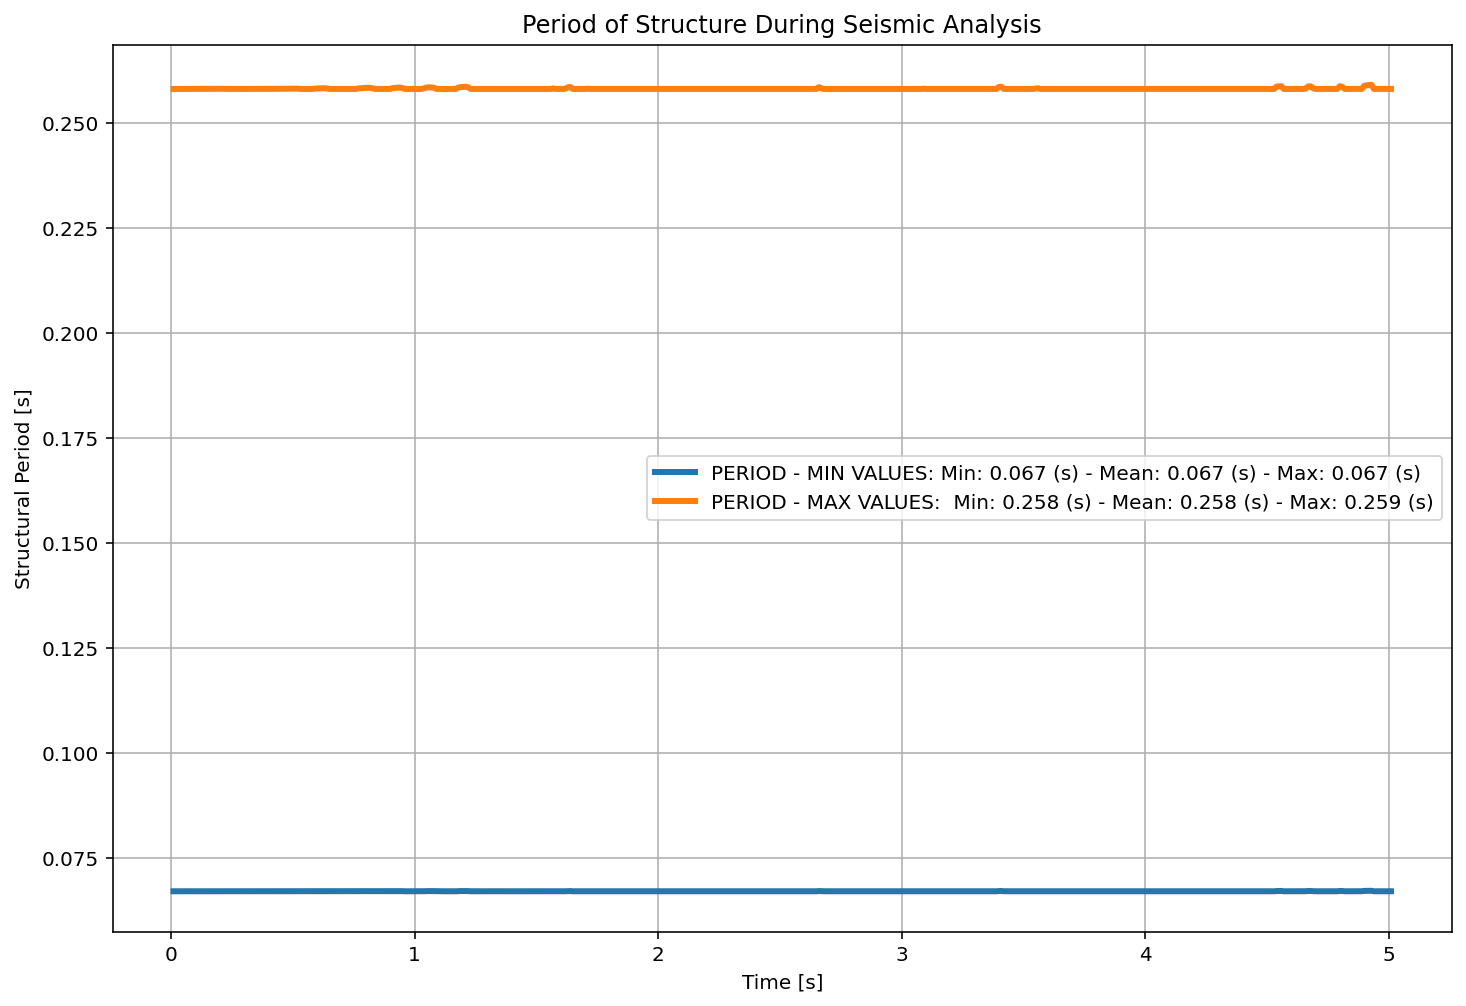 Period of Structure During Seismic Analysis
Structural Period [s]
0.250
0.225
0.200
0.175
0.150
0.125
0.100
0.075
PERIOD - MIN VALUES: Min: 0.067 (s) - Mean: 0.067 (s) - Max: 0.067 (s)
PERIOD - MAX VALUES:  Min: 0.258 (s) - Mean: 0.258 (s) - Max: 0.259 (s)
0 1 2 3 4 5
Time [s]